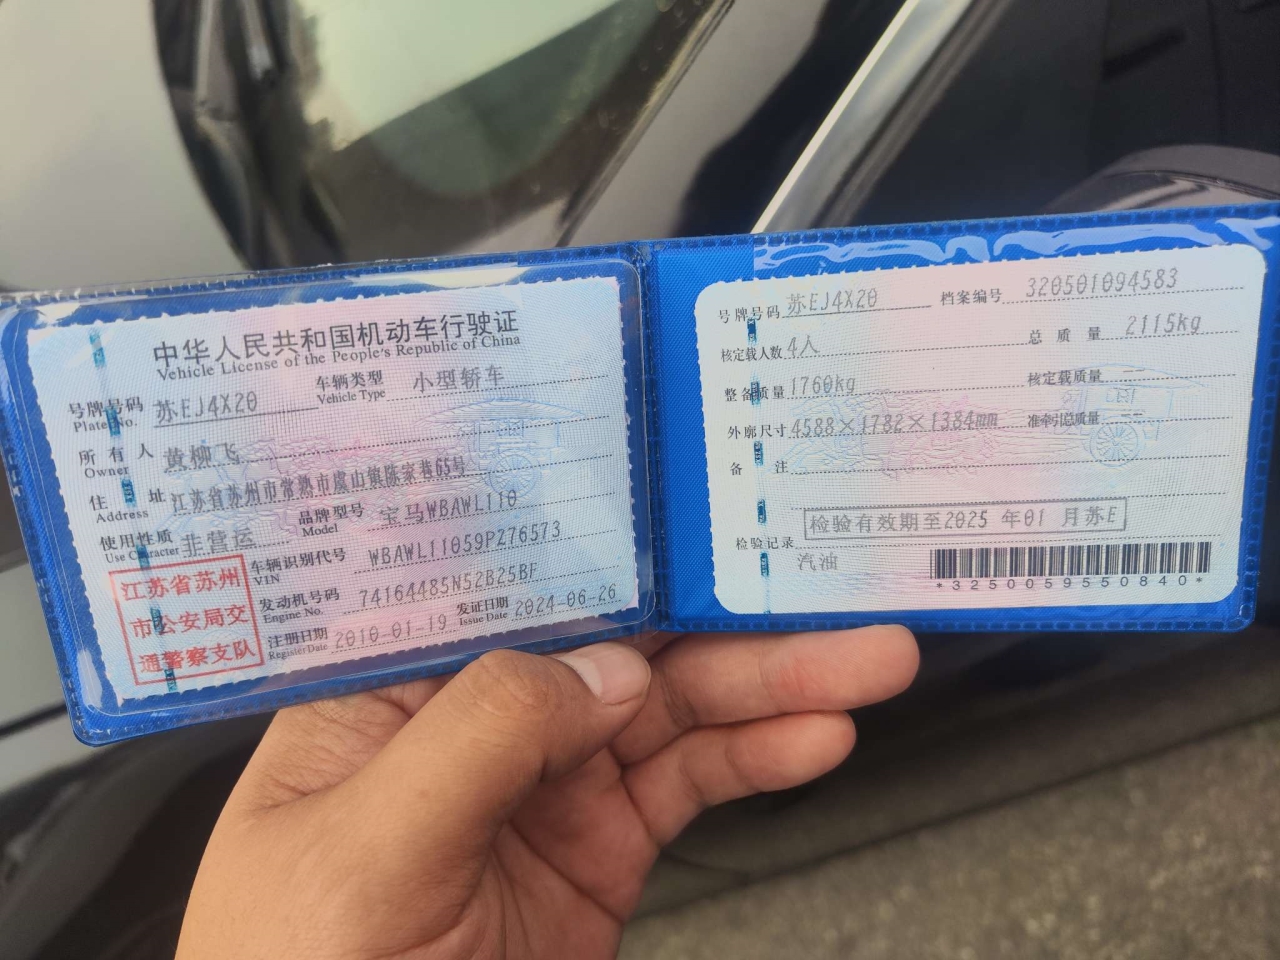 中华人民共和国机动车行驶证
Vehicle License of the People's Republic of China
号牌号码 苏EJ4X20 车辆类型 小型轿车
Plate No. Vehicle Type
所有人 黄柳飞
Owner
住址 江苏省苏州市常熟市虞山镇陈家巷65号
Address
使用性质 非营运 品牌型号 宝马WBAWL110
Use Character Model
江苏省苏州
市公安局交
通警察支队
车辆识别代号 WBAWL11059PZ76573
VIN
发动机号码 74164485N52B25BF
Engine No.
注册日期 2010-01-19 发证日期 2024-06-26
Register Date Issue Date
号牌号码 苏EJ4X20 档案编号 320501094583
核定载人数 4人 总质量 2115kg
整备质量 1760kg 核定载质量 --
外廓尺寸 4588×1782×1384mm 准牵引总质量 --
备注
检验记录 检验有效期至2025 年01 月苏E
汽油
*3250059550840*